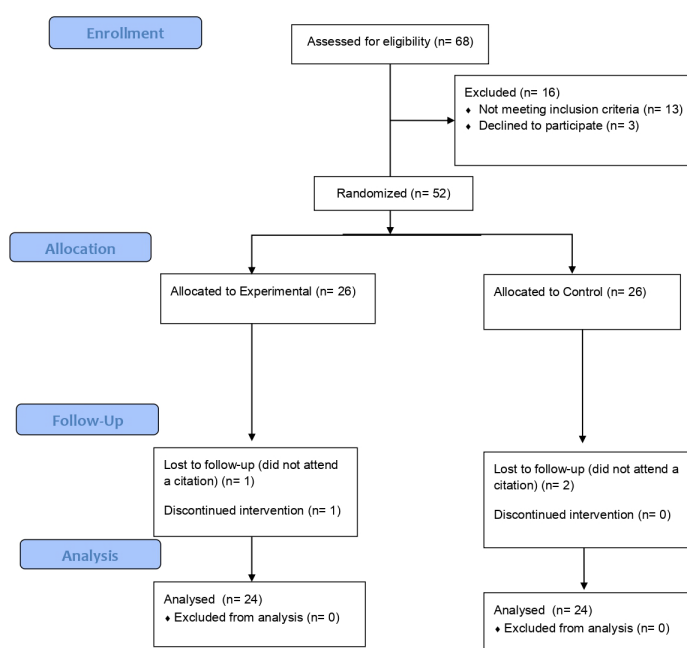 Enrollment
Assessed for eligibility (n= 68)
Excluded (n= 16)
♦ Not meeting inclusion criteria (n= 13)
♦ Declined to participate (n= 3)
Randomized (n= 52)
Allocation
Allocated to Experimental (n= 26)
Allocated to Control (n= 26)
Follow-Up
Lost to follow-up (did not attend
a citation) (n= 1)
Discontinued intervention (n= 1)
Lost to follow-up (did not attend a
citation) (n= 2)
Discontinued intervention (n= 0)
Analysis
Analysed (n= 24)
♦ Excluded from analysis (n= 0)
Analysed (n= 24)
♦ Excluded from analysis (n= 0)